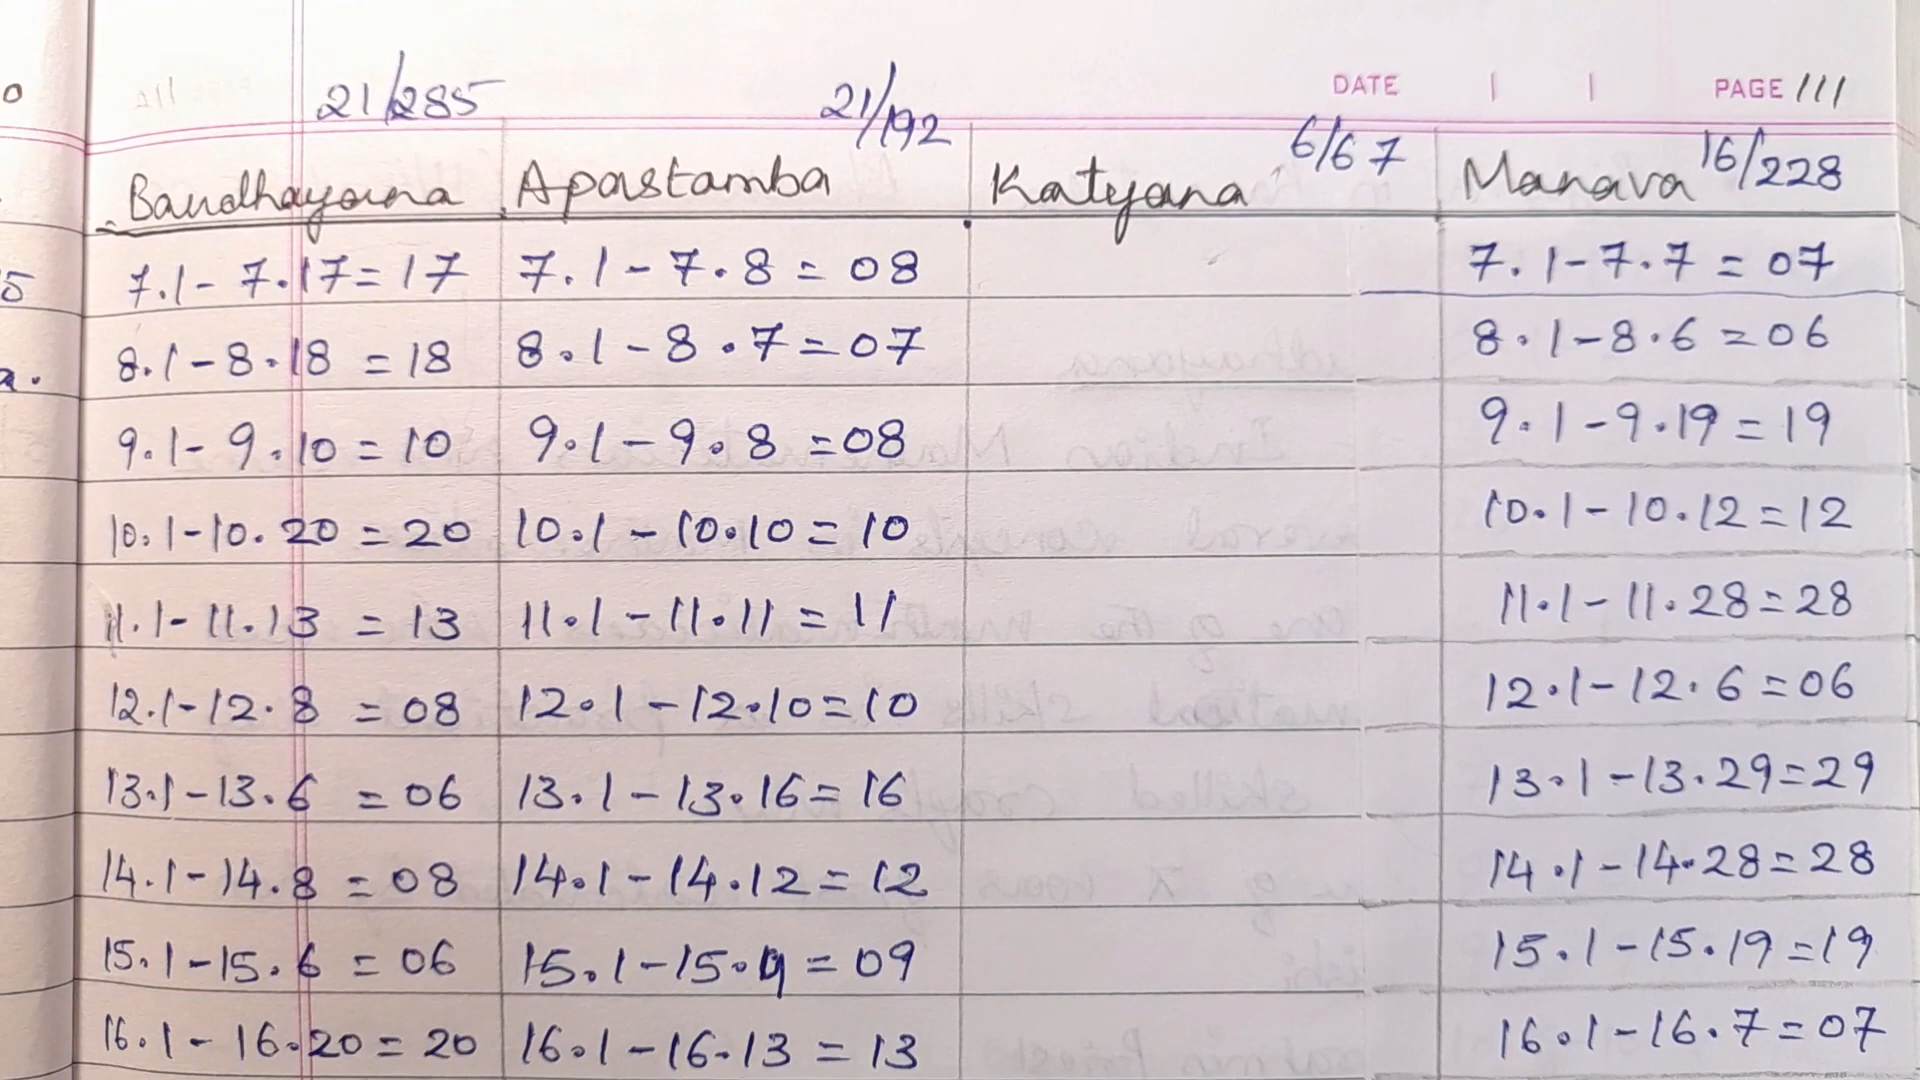 21/285 21/192 DATE PAGE 111
6/67 16/228
Baudhayana Apastamba Katyana Manava
7.1-7.17=17 7.1-7.8=08 7.1-7.7=07
8.1-8.18=18 8.1-8.7=07 8.1-8.6=06
9.1-9.10=10 9.1-9.8=08 9.1-9.19=19
10.1-10.20=20 10.1-10.10=10 10.1-10.12=12
11.1-11.13=13 11.1-11.11=11 11.1-11.28=28
12.1-12.8=08 12.1-12.10=10 12.1-12.6=06
13.1-13.6=06 13.1-13.16=16 13.1-13.29=29
14.1-14.8=08 14.1-14.12=12 14.1-14.28=28
15.1-15.6=06 15.1-15.9=09 15.1-15.19=19
16.1-16.20=20 16.1-16.13=13 16.1-16.7=07